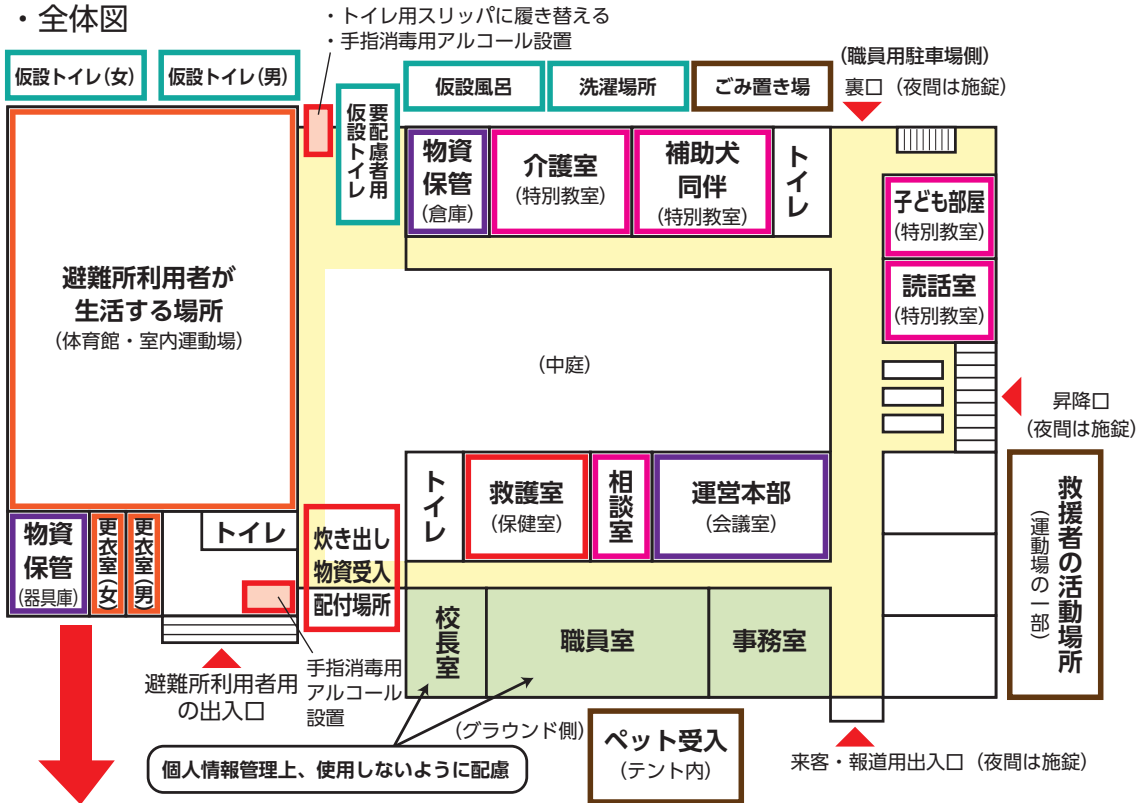 ・全体図
・トイレ用スリッパに履き替える
・手指消毒用アルコール設置
仮設トイレ(女)
仮設トイレ(男)
要配慮者用
仮設トイレ
仮設風呂
洗濯場所
ごみ置き場
(職員用駐車場側)
裏口（夜間は施錠)
物資
保管
(倉庫)
介護室
(特別教室)
補助犬
同伴
(特別教室)
トイレ
子ども部屋
(特別教室)
読話室
(特別教室)
避難所利用者が
生活する場所
(体育館・室内運動場)
(中庭)
昇降口
(夜間は施錠)
トイレ
救護室
(保健室)
相談室
運営本部
(会議室)
救援者の活動場所
(運動場の一部)
物資
保管
(器具庫)
更衣室(女)
更衣室(男)
トイレ
炊き出し
物資受入
配付場所
校長室
職員室
事務室
避難所利用者用
の出入口
手指消毒用
アルコール
設置
(グラウンド側)
ペット受入
(テント内)
来客・報道用出入口（夜間は施錠)
個人情報管理上、使用しないように配慮